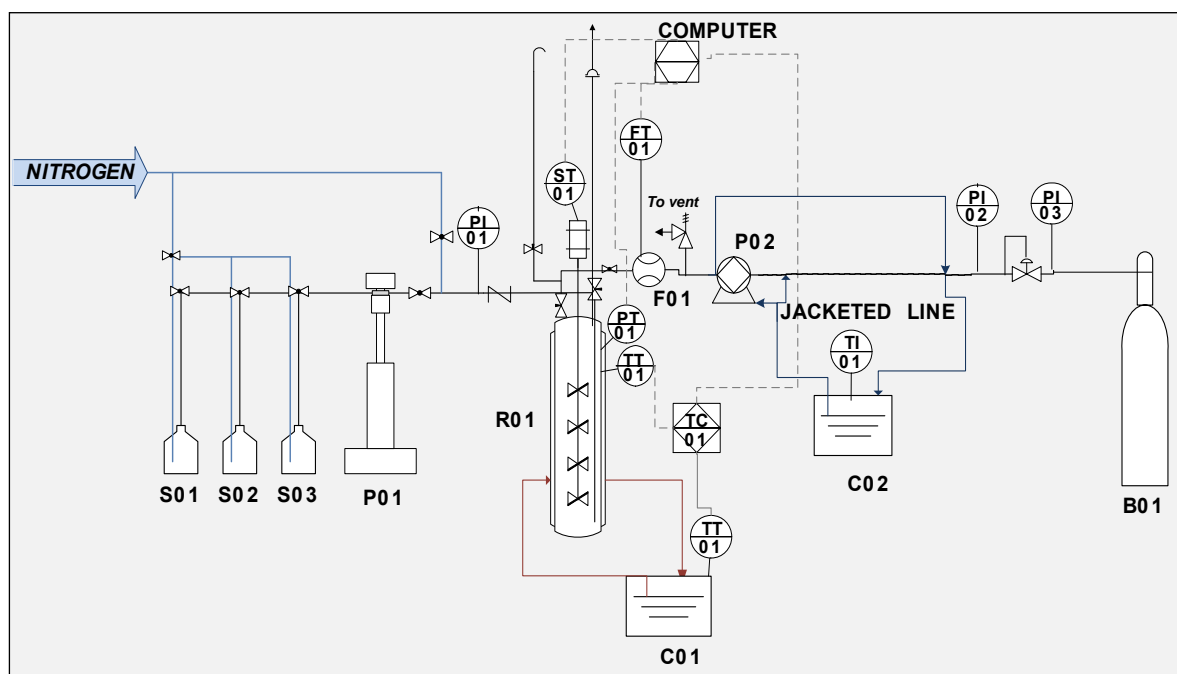 COMPUTER
FT
01
NITROGEN
ST
01
To vent
PI
01
PI
02
PI
03
P02
F01
JACKETED LINE
PT
01
TT
01
TI
01
R01
TC
01
S01
S02
S03
P01
C02
B01
TT
01
C01